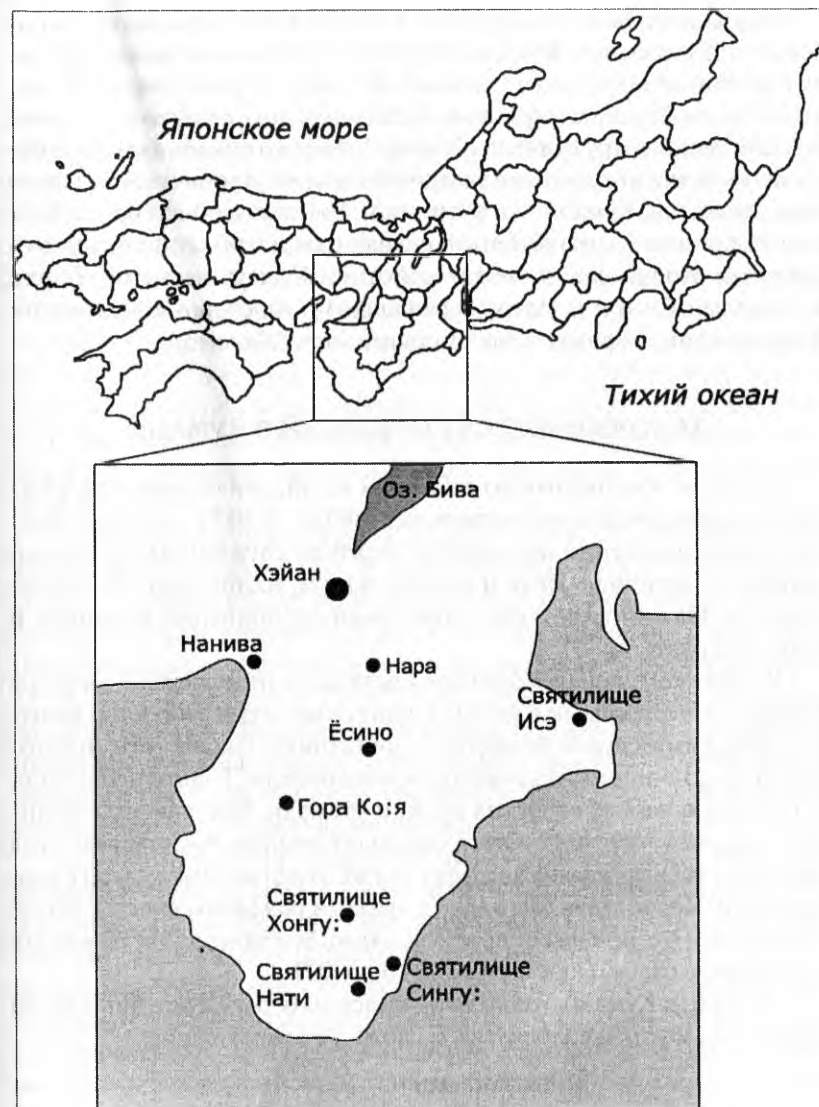 Японское море
Тихий океан
Оз. Бива
Хэйан
Нанива
Нара
Святилище
Исэ
Ёсино
Гора Ко:я
Святилище
Хонгу:
Святилище
Нати
Святилище
Сингу: